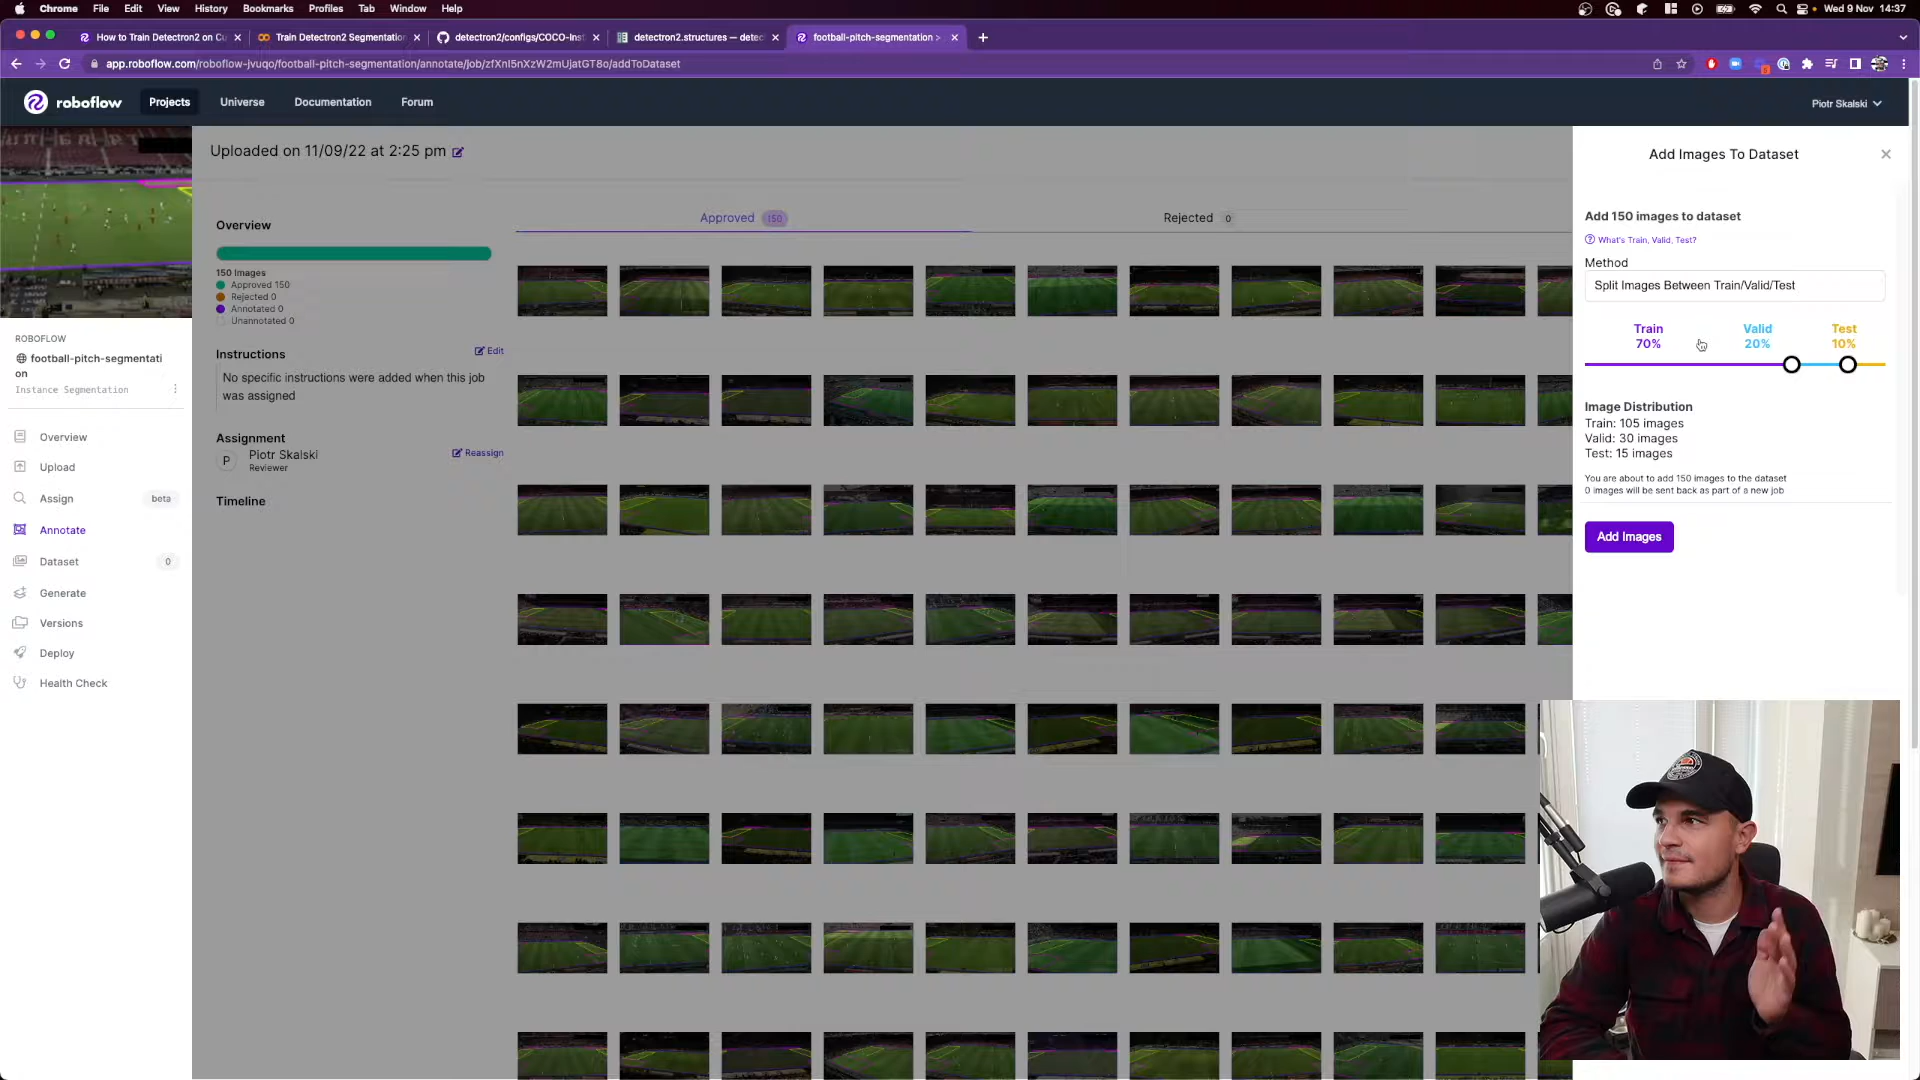 Chrome File Edit View History Bookmarks Profiles Tab Window Help Wed 9 Nov 14:37
How to Train Detectron2 on Cu Train Detectron2 Segmentatio detectron2/configs/COCO-Inst detectron2.structures — detec football-pitch-segmentation >
app.roboflow.com/roboflow-jvuqo/football-pitch-segmentation/annotate/job/zfXnI5nXzW2mUjatGT8o/addToDataset
roboflow Projects Universe Documentation Forum Piotr Skalski
Uploaded on 11/09/22 at 2:25 pm
Add Images To Dataset
Approved 150 Rejected 0
Overview
150 Images
Approved 150
Rejected 0
Annotated 0
Unannotated 0
Instructions Edit
No specific instructions were added when this job
was assigned
Assignment
P Piotr Skalski Reassign
Reviewer
Timeline
ROBOFLOW
football-pitch-segmentati
on
Instance Segmentation
Overview
Upload
Assign beta
Annotate
Dataset 0
Generate
Versions
Deploy
Health Check
Add 150 images to dataset
What's Train, Valid, Test?
Method
Split Images Between Train/Valid/Test
Train Valid Test
70% 20% 10%
Image Distribution
Train: 105 images
Valid: 30 images
Test: 15 images
You are about to add 150 images to the dataset
0 images will be sent back as part of a new job
Add Images